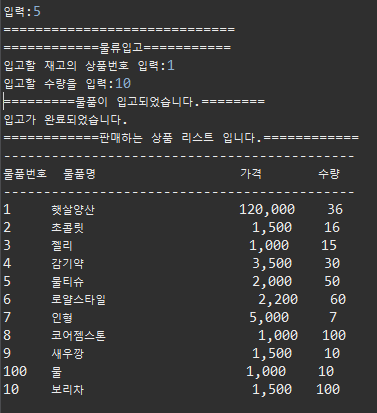 입력:5
=============================
============물류입고===========
입고할 재고의 상품번호 입력:1
입고할 수량을 입력:10
=========물품이 입고되었습니다.========
입고가 완료되었습니다.
============판매하는 상품 리스트 입니다.============
--------------------------------------------
물품번호 물품명 가격 수량
--------------------------------------------
1 햇살양산 120,000 36
2 초콜릿 1,500 16
3 젤리 1,000 15
4 감기약 3,500 30
5 물티슈 2,000 50
6 로얄스타일 2,200 60
7 인형 5,000 7
8 코어젬스톤 1,000 100
9 새우깡 1,500 10
100 물 1,000 10
10 보리차 1,500 100